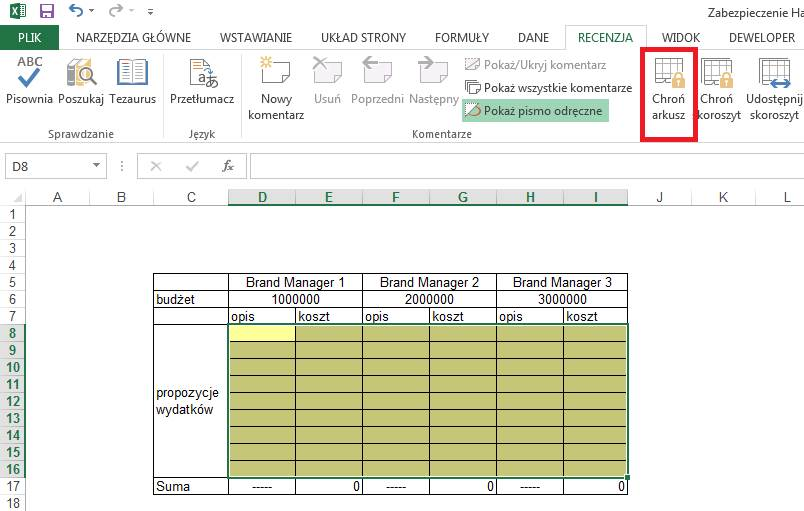 Zabezpieczenie Ha
PLIK NARZĘDZIA GŁÓWNE WSTAWIANIE UKŁAD STRONY FORMUŁY DANE RECENZJA WIDOK DEWELOPER
ABC
Pisownia Poszukaj Tezaurus Przetłumacz Nowy komentarz Usuń Poprzedni Następny
Pokaż/Ukryj komentarz
Pokaż wszystkie komentarze
Pokaż pismo odręczne
Chroń arkusz Chroń skoroszyt Udostępnij skoroszyt
Sprawdzanie Język Komentarze
D8 fx
A B C D E F G H I J K L
1
2
3
4
5 Brand Manager 1 Brand Manager 2 Brand Manager 3
6 budżet 1000000 2000000 3000000
7 opis koszt opis koszt opis koszt
8
9
10
11
12 propozycje wydatków
13
14
15
16
17 Suma ----- 0 ----- 0 ----- 0
18